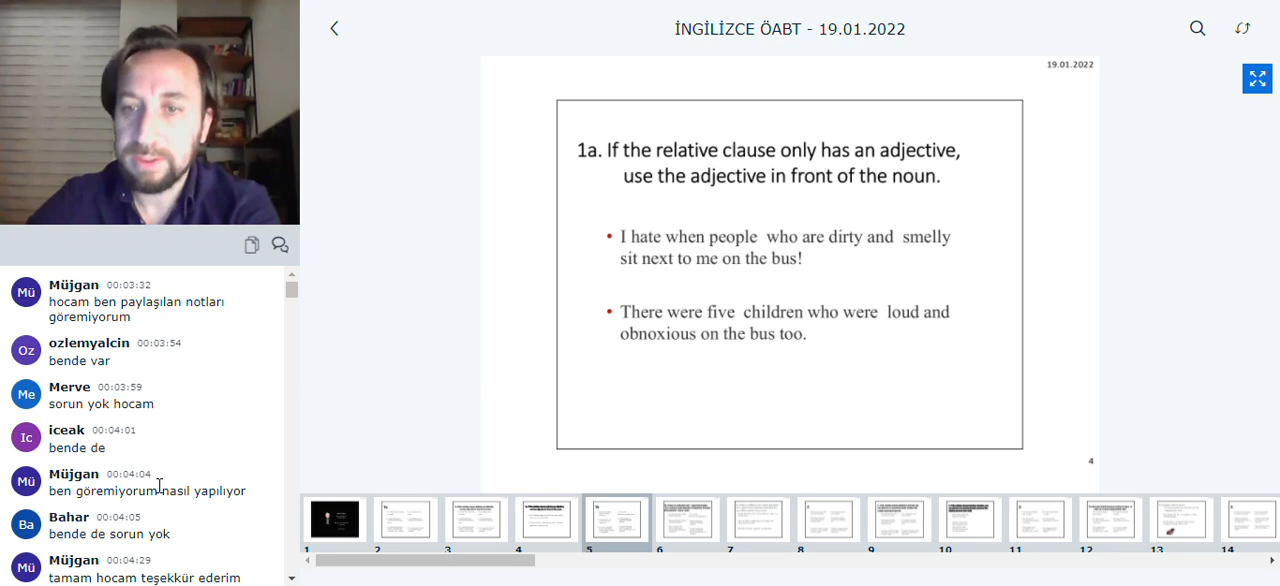 İNGİLİZCE ÖABT - 19.01.2022
19.01.2022
1a. If the relative clause only has an adjective,
use the adjective in front of the noun.
• I hate when people who are dirty and smelly
sit next to me on the bus!
• There were five children who were loud and
obnoxious on the bus too.
4
Mü
Müjgan 00:03:32
hocam ben paylaşılan notları
göremiyorum
Oz
ozlemyalcin 00:03:54
bende var
Me
Merve 00:03:59
sorun yok hocam
Ic
iceak 00:04:01
bende de
Mü
Müjgan 00:04:04
ben göremiyorum nasıl yapılıyor
Ba
Bahar 00:04:05
bende de sorun yok
Mü
Müjgan 00:04:29
tamam hocam teşekkür ederim
1 2 3 4 5 6 7 8 9 10 11 12 13 14